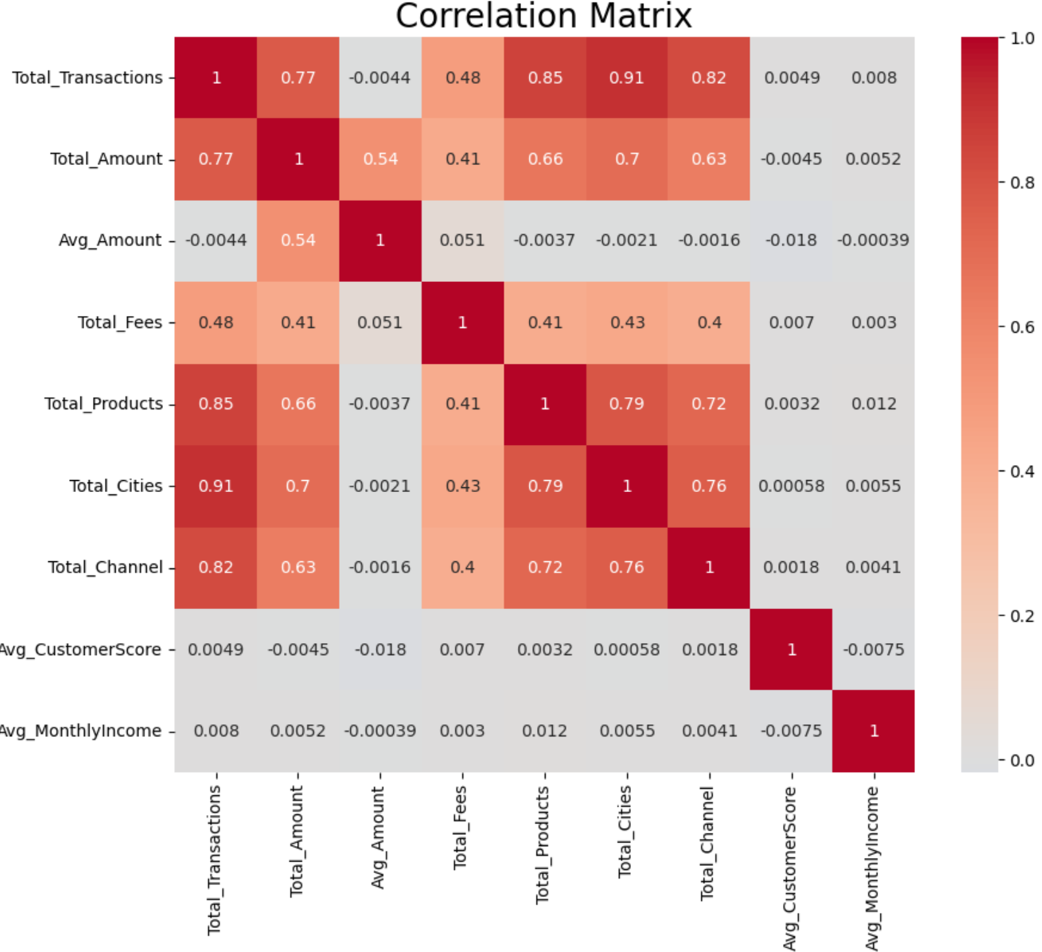 Correlation Matrix
Total_Transactions 1 0.77 -0.0044 0.48 0.85 0.91 0.82 0.0049 0.008
Total_Amount 0.77 1 0.54 0.41 0.66 0.7 0.63 -0.0045 0.0052
Avg_Amount -0.0044 0.54 1 0.051 -0.0037 -0.0021 -0.0016 -0.018 -0.00039
Total_Fees 0.48 0.41 0.051 1 0.41 0.43 0.4 0.007 0.003
Total_Products 0.85 0.66 -0.0037 0.41 1 0.79 0.72 0.0032 0.012
Total_Cities 0.91 0.7 -0.0021 0.43 0.79 1 0.76 0.00058 0.0055
Total_Channel 0.82 0.63 -0.0016 0.4 0.72 0.76 1 0.0018 0.0041
Avg_CustomerScore 0.0049 -0.0045 -0.018 0.007 0.0032 0.00058 0.0018 1 -0.0075
Avg_MonthlyIncome 0.008 0.0052 -0.00039 0.003 0.012 0.0055 0.0041 -0.0075 1
Total_Transactions
Total_Amount
Avg_Amount
Total_Fees
Total_Products
Total_Cities
Total_Channel
Avg_CustomerScore
Avg_MonthlyIncome
1.0
0.8
0.6
0.4
0.2
0.0